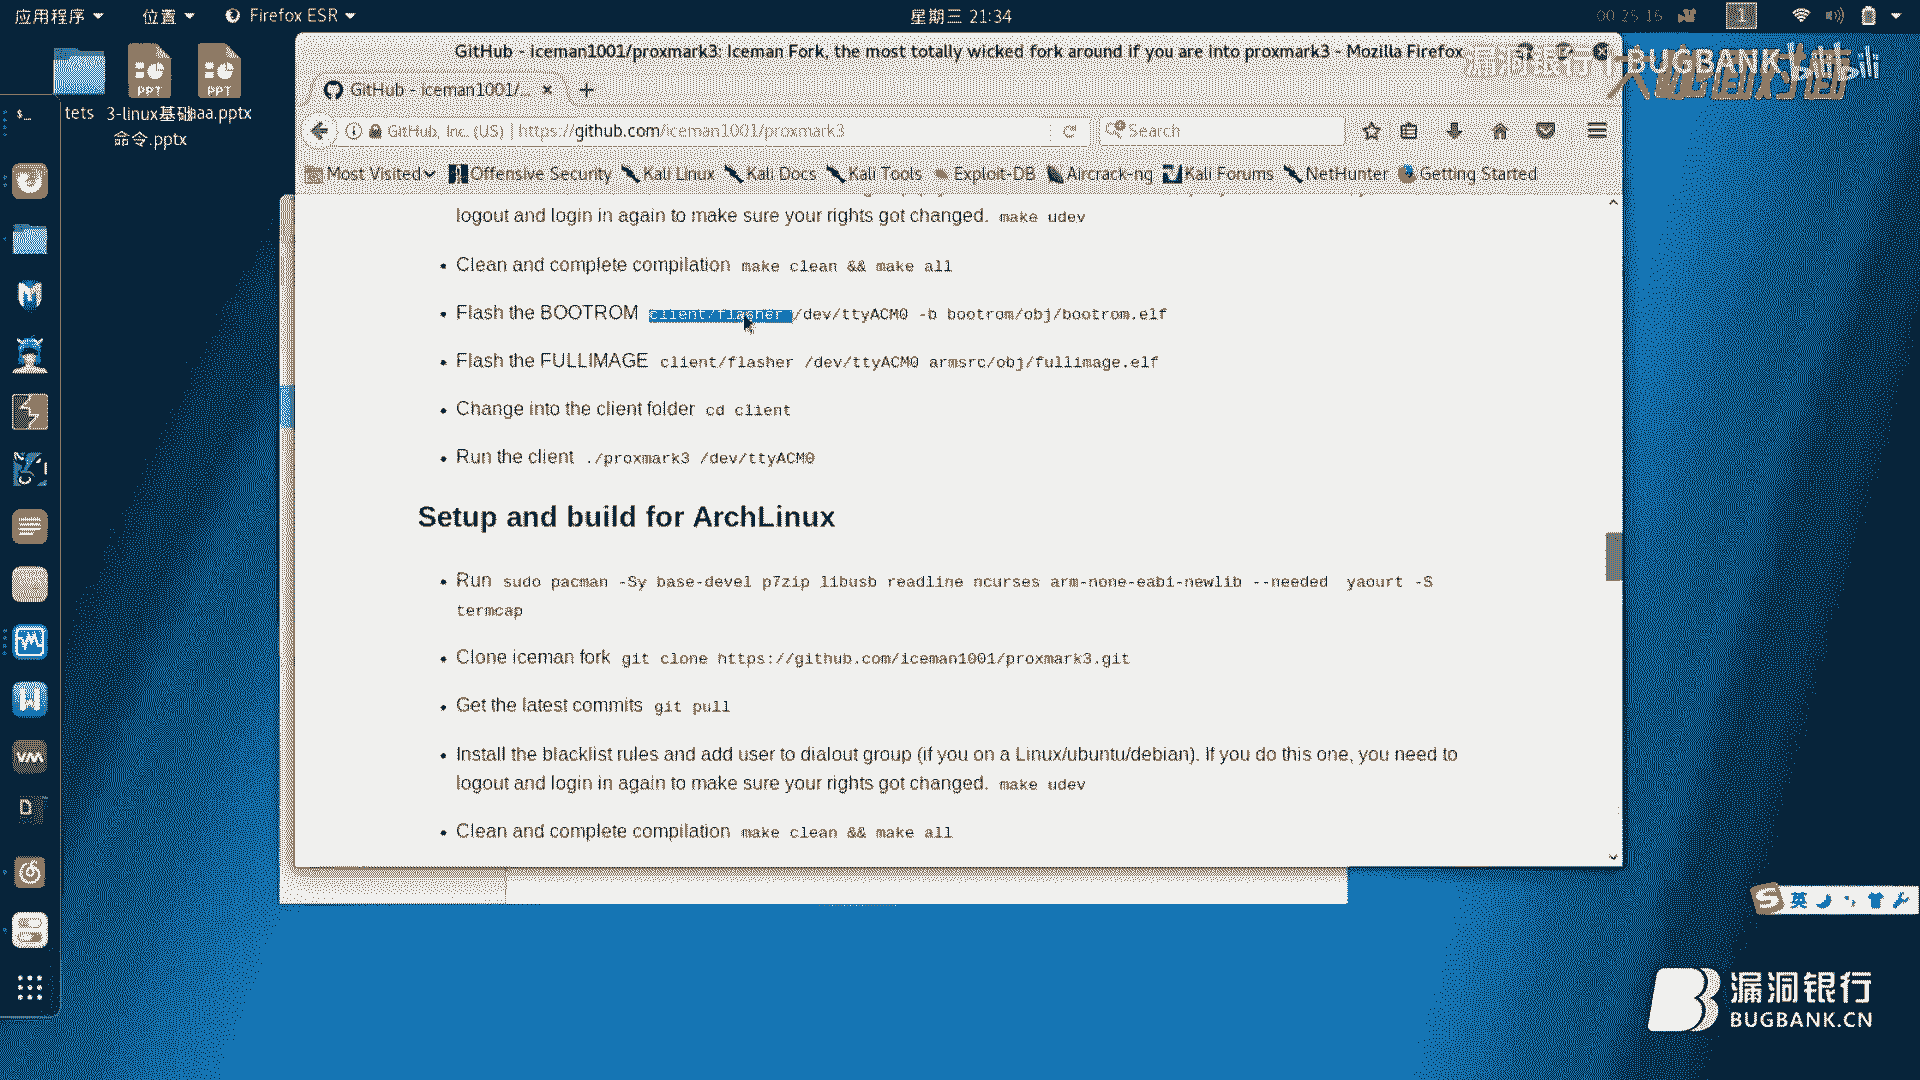 应用程序 位置 Firefox ESR 星期三 21:34 00:25:15 1
GitHub - iceman1001/proxmark3: Iceman Fork, the most totally wicked fork around if you are into proxmark3 - Mozilla Firefox
漏洞银行 | BUGBANK bilibili
GitHub - iceman1001/...
GitHub, Inc. (US) | https://github.com/iceman1001/proxmark3 Search
tets 3-linux基础命令.pptx aaa.pptx
Most Visited Offensive Security Kali Linux Kali Docs Kali Tools Exploit-DB Aircrack-ng Kali Forums NetHunter Getting Started
logout and login in again to make sure your rights got changed. make udev
• Clean and complete compilation make clean && make all
• Flash the BOOTROM client/flasher /dev/ttyACM0 -b bootrom/obj/bootrom.elf
• Flash the FULLIMAGE client/flasher /dev/ttyACM0 armsrc/obj/fullimage.elf
• Change into the client folder cd client
• Run the client ./proxmark3 /dev/ttyACM0
Setup and build for ArchLinux
• Run sudo pacman -Sy base-devel p7zip libusb readline ncurses arm-none-eabi-newlib --needed yaourt -S
termcap
• Clone iceman fork git clone https://github.com/iceman1001/proxmark3.git
• Get the latest commits git pull
• Install the blacklist rules and add user to dialout group (if you on a Linux/ubuntu/debian). If you do this one, you need to
logout and login in again to make sure your rights got changed. make udev
• Clean and complete compilation make clean && make all
英
漏洞银行
BUGBANK.CN